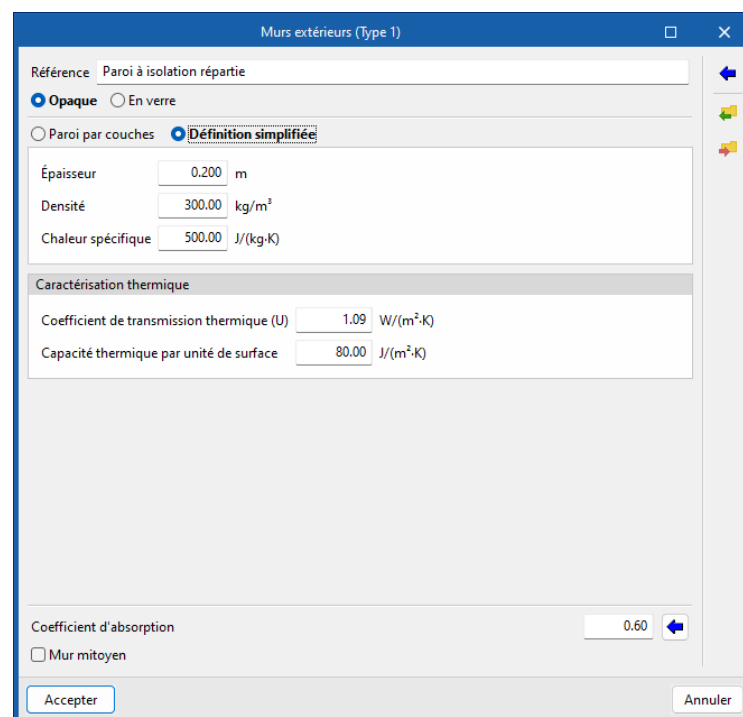 Murs extérieurs (Type 1)
Référence Paroi à isolation répartie
Opaque En verre
Paroi par couches Définition simplifiée
Épaisseur 0.200 m
Densité 300.00 kg/m³
Chaleur spécifique 500.00 J/(kg·K)
Caractérisation thermique
Coefficient de transmission thermique (U) 1.09 W/(m²·K)
Capacité thermique par unité de surface 80.00 J/(m²·K)
Coefficient d'absorption 0.60
Mur mitoyen
Accepter Annuler